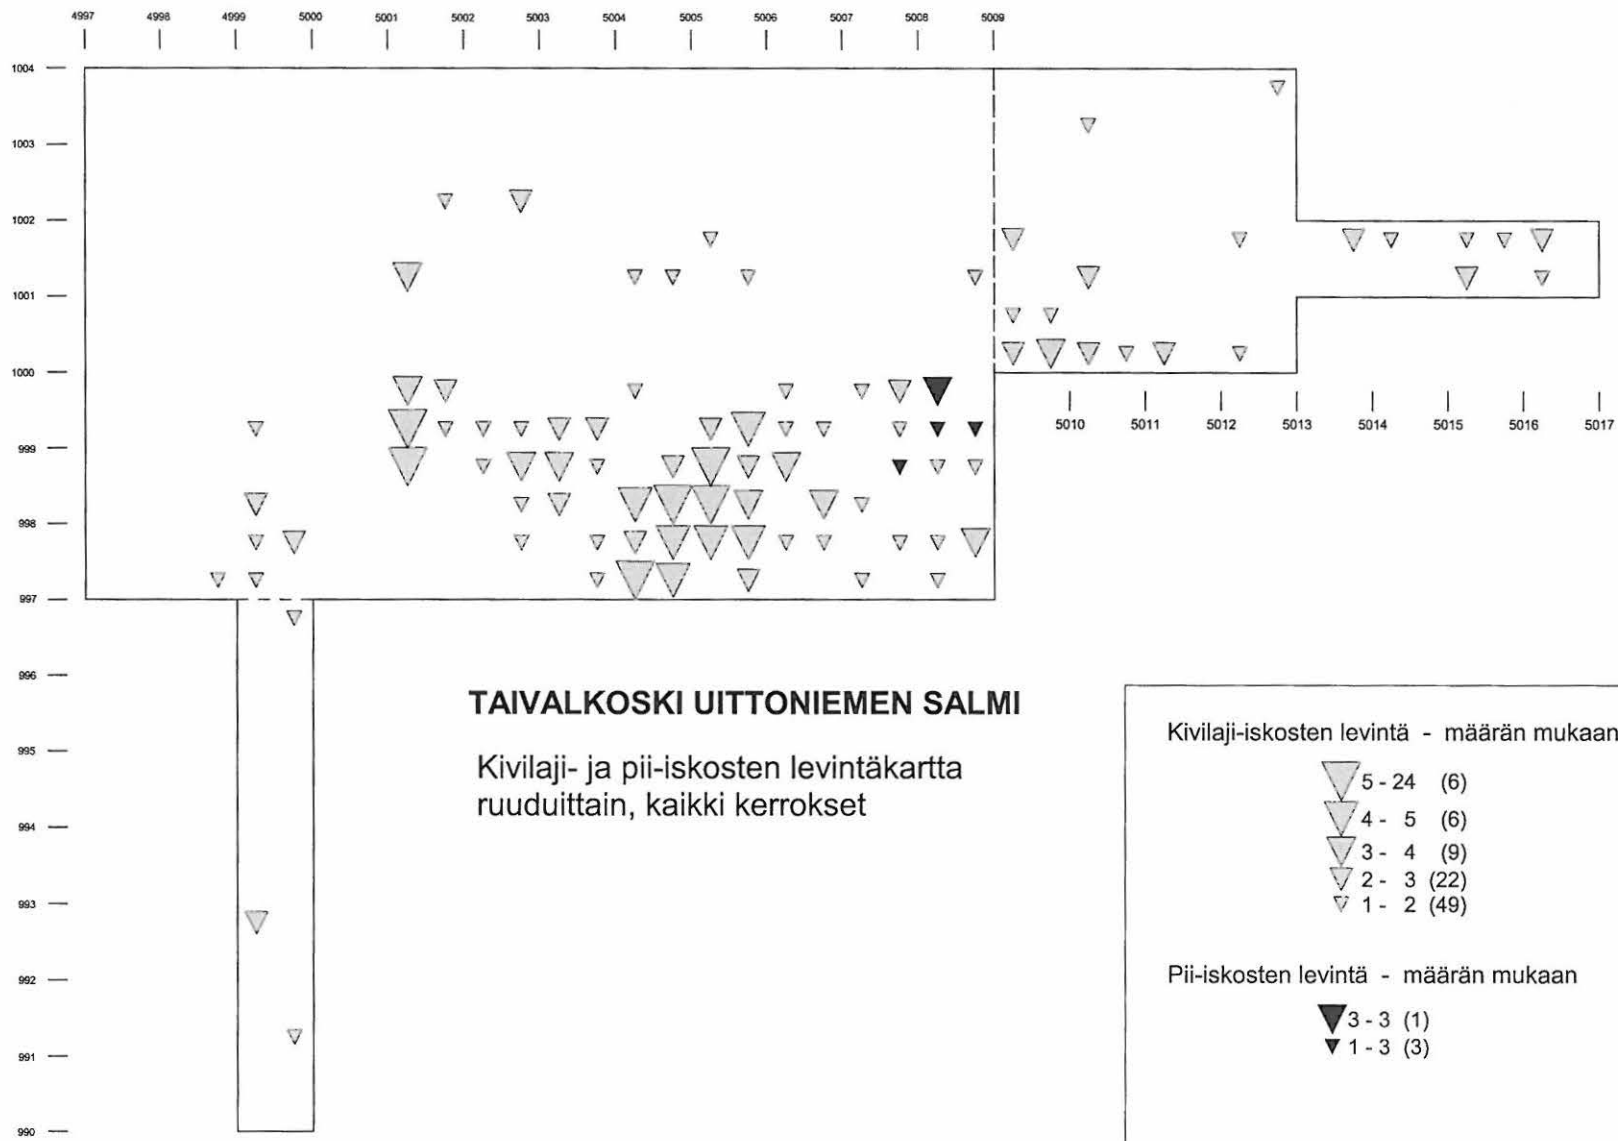 4997 4998 4999 5000 5001 5002 5003 5004 5005 5006 5007 5008 5009
1004
1003
1002
1001
1000
5010 5011 5012 5013 5014 5015 5016 5017
999
998
997
996
995
994
993
992
991
990
TAIVALKOSKI UITTONIEMEN SALMI
Kivilaji- ja pii-iskosten levintäkartta
ruuduittain, kaikki kerrokset
Kivilaji-iskosten levintä - määrän mukaan
5 - 24 (6)
4 - 5 (6)
3 - 4 (9)
2 - 3 (22)
1 - 2 (49)
Pii-iskosten levintä - määrän mukaan
3 - 3 (1)
1 - 3 (3)